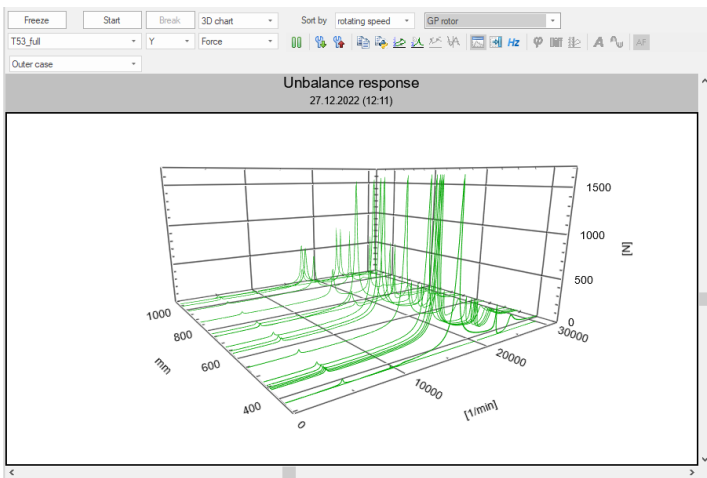 Freeze Start Break 3D chart Sort by rotating speed GP rotor
T53_full Y Force Hz φ A AF
Outer case
Unbalance response
27.12.2022 (12:11)
1500
1000
[N]
500
0
30000
20000
10000
0
[1/min]
1000
800
600
400
mm